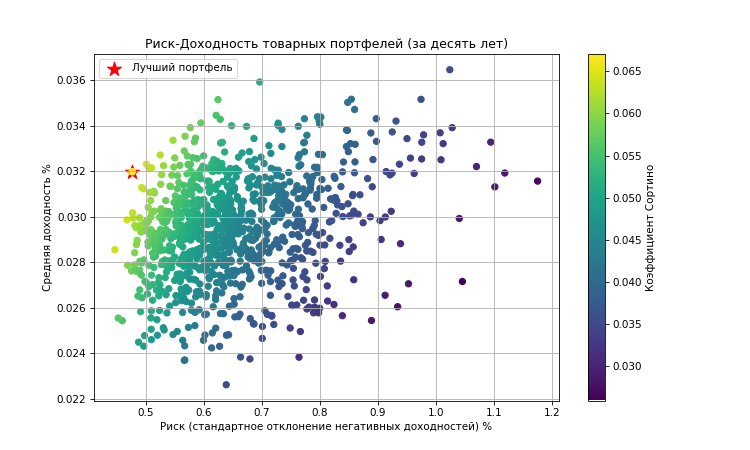 Риск-Доходность товарных портфелей (за десять лет)
Лучший портфель
0.036
0.034
0.032
0.030
0.028
0.026
0.024
0.022
Средняя доходность %
0.5 0.6 0.7 0.8 0.9 1.0 1.1 1.2
Риск (стандартное отклонение негативных доходностей) %
0.065
0.060
0.055
0.050
0.045
0.040
0.035
0.030
Коэффициент Сортино